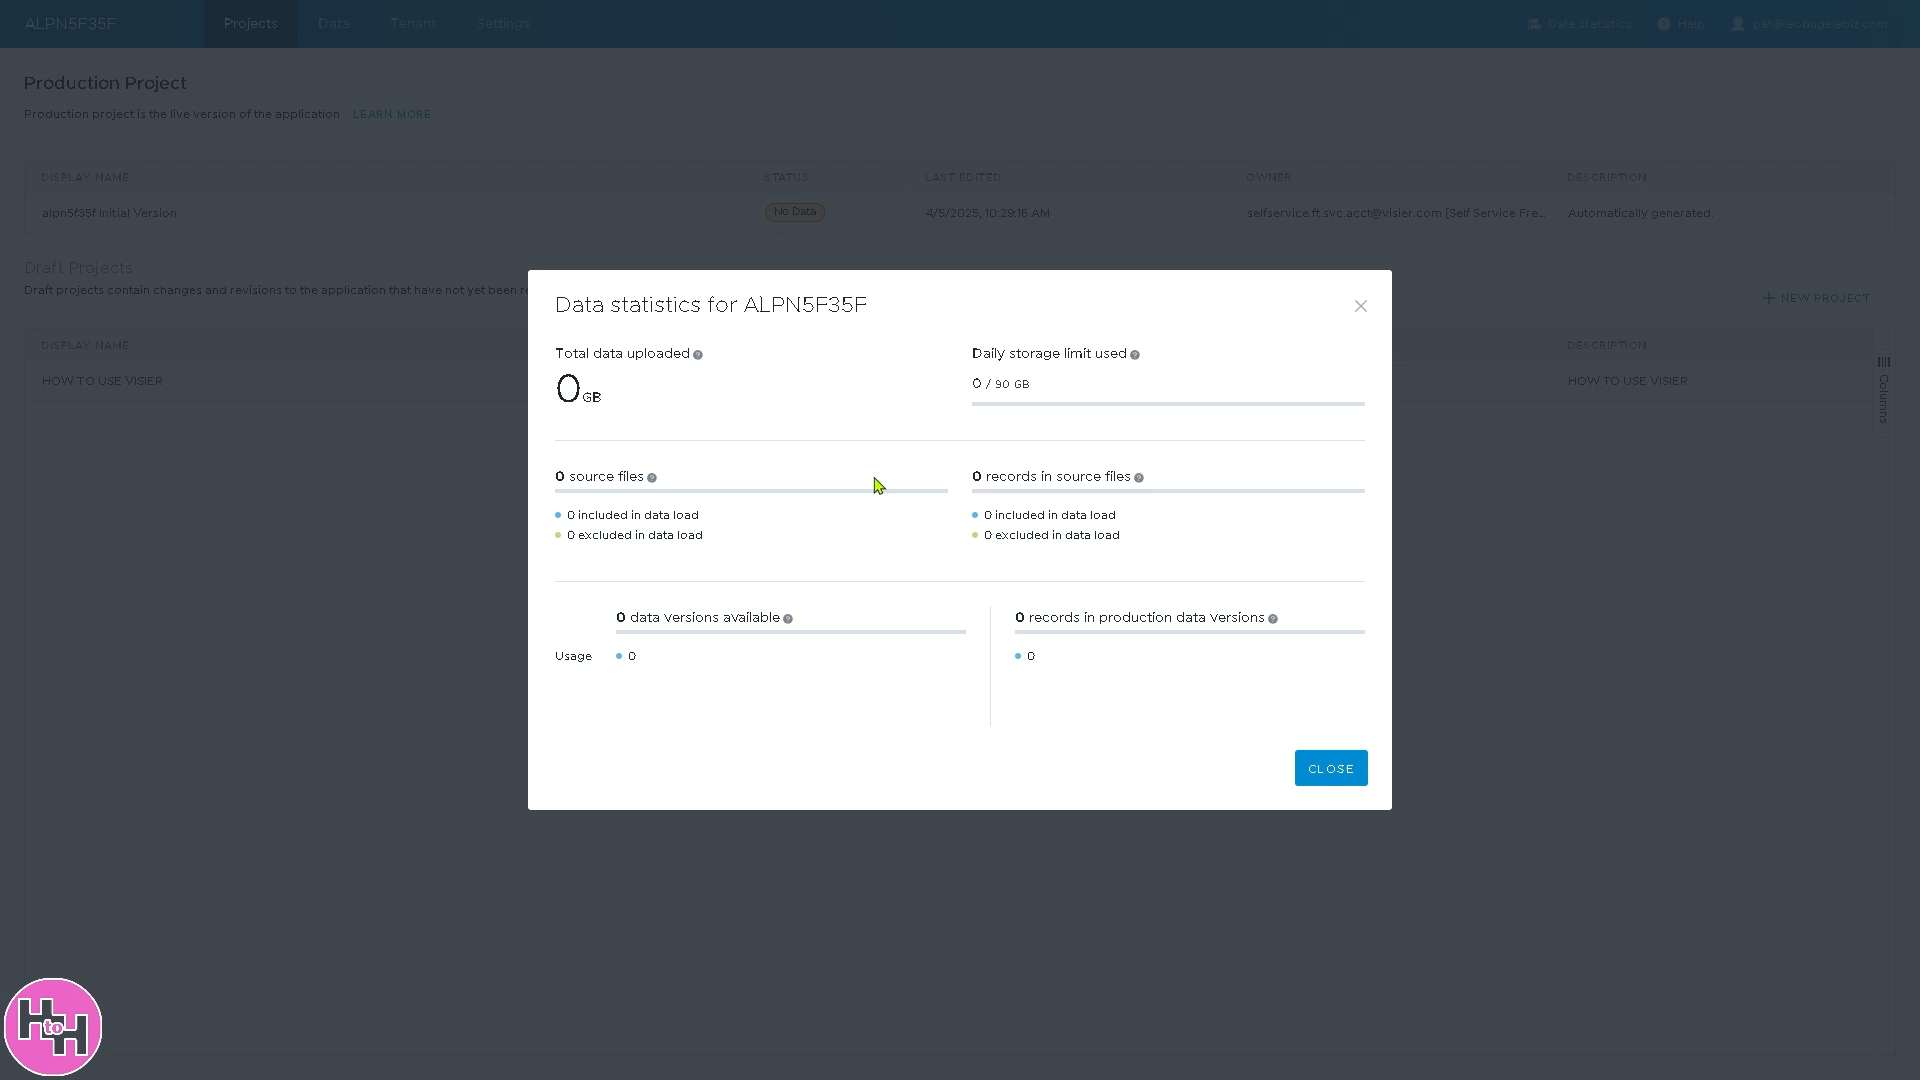 ALPN5F35F
Projects
Data
Tenant
Settings
Data statistics
Help
pat@leobugelebiz.com
Production Project
Production project is the live version of the application LEARN MORE
DISPLAY NAME STATUS LAST EDITED OWNER DESCRIPTION
alpn5f35f Initial Version No Data 4/5/2025, 10:29:16 AM selfservice.ft.svc.acct@visier.com [Self Service Fre... Automatically generated.
Draft Projects
Draft projects contain changes and revisions to the application that have not yet been re
+ NEW PROJECT
DISPLAY NAME DESCRIPTION
HOW TO USE VISIER HOW TO USE VISIER
Columns
Data statistics for ALPN5F35F
Total data uploaded
0 GB
Daily storage limit used
0 / 90 GB
0 source files
0 included in data load
0 excluded in data load
0 records in source files
0 included in data load
0 excluded in data load
0 data versions available
Usage 0
0 records in production data versions
0
CLOSE
H to H